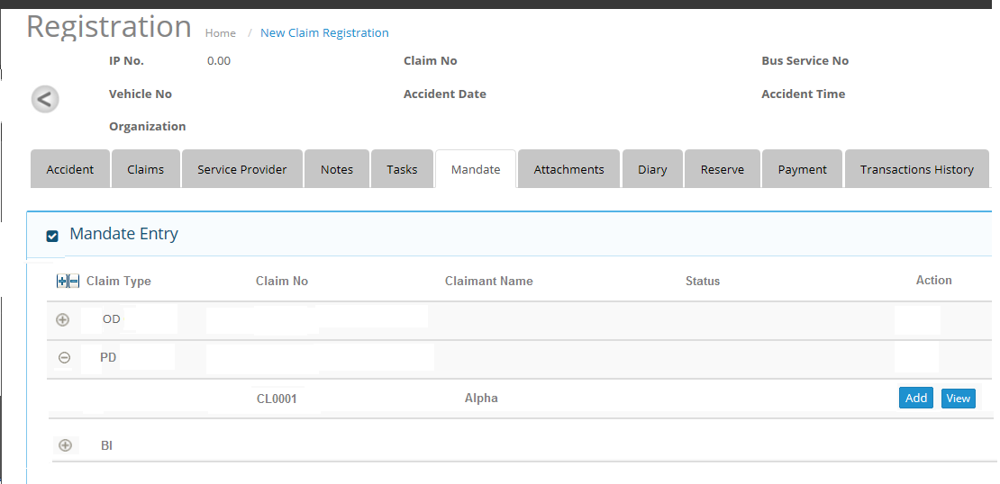 Registration Home / New Claim Registration
IP No. 0.00 Claim No Bus Service No
Vehicle No Accident Date Accident Time
Organization
Accident Claims Service Provider Notes Tasks Mandate Attachments Diary Reserve Payment Transactions History
Mandate Entry
Claim Type Claim No Claimant Name Status Action
OD
PD
CL0001 Alpha Add View
BI